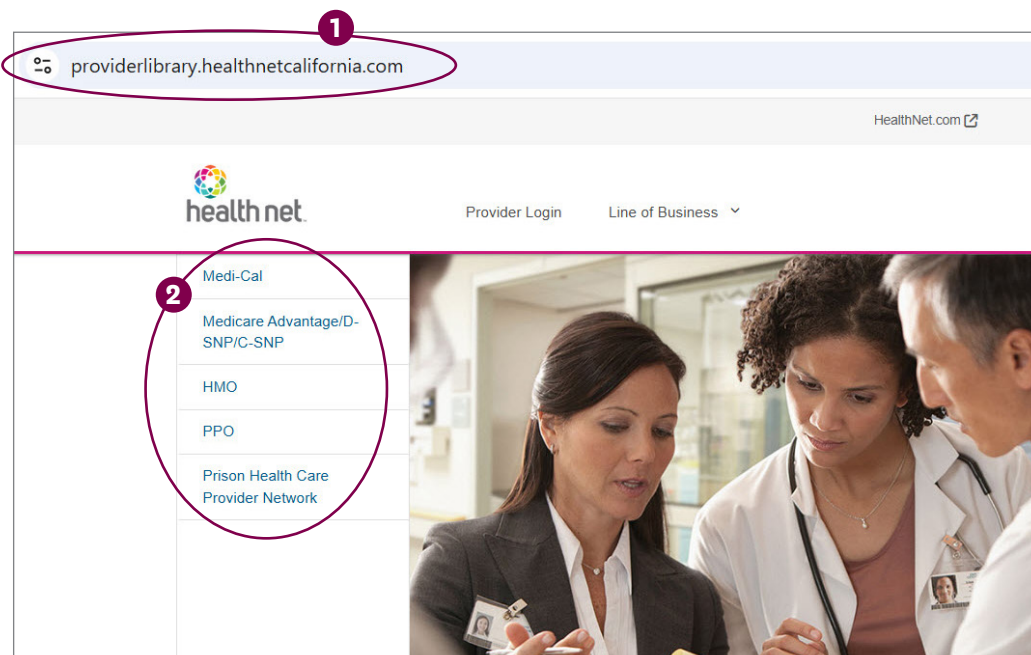 1
providerlibrary.healthnetcalifornia.com
HealthNet.com
health net.
Provider Login
Line of Business
2
Medi-Cal
Medicare Advantage/D-
SNP/C-SNP
HMO
PPO
Prison Health Care
Provider Network